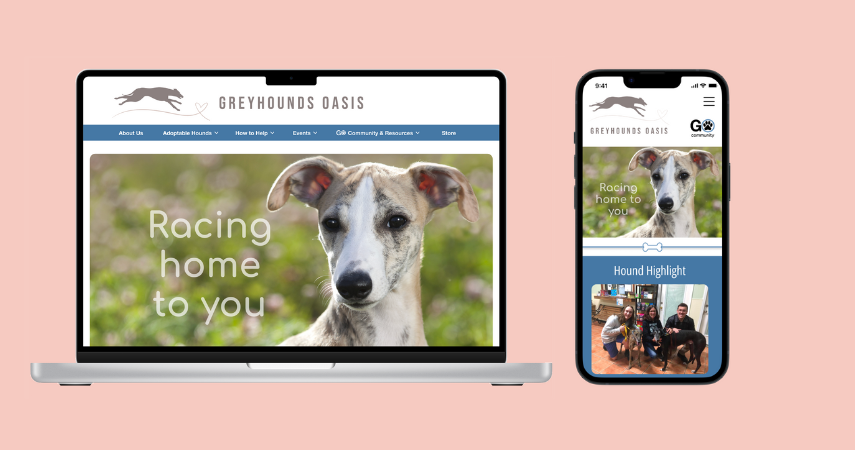 GREYHOUNDS OASIS
About Us
Adoptable Hounds
How to Help
Events
GO Community & Resources
Store
Racing
home
to you
9:41
GREYHOUNDS OASIS
GO
community
Racing
home to
you
Hound Highlight